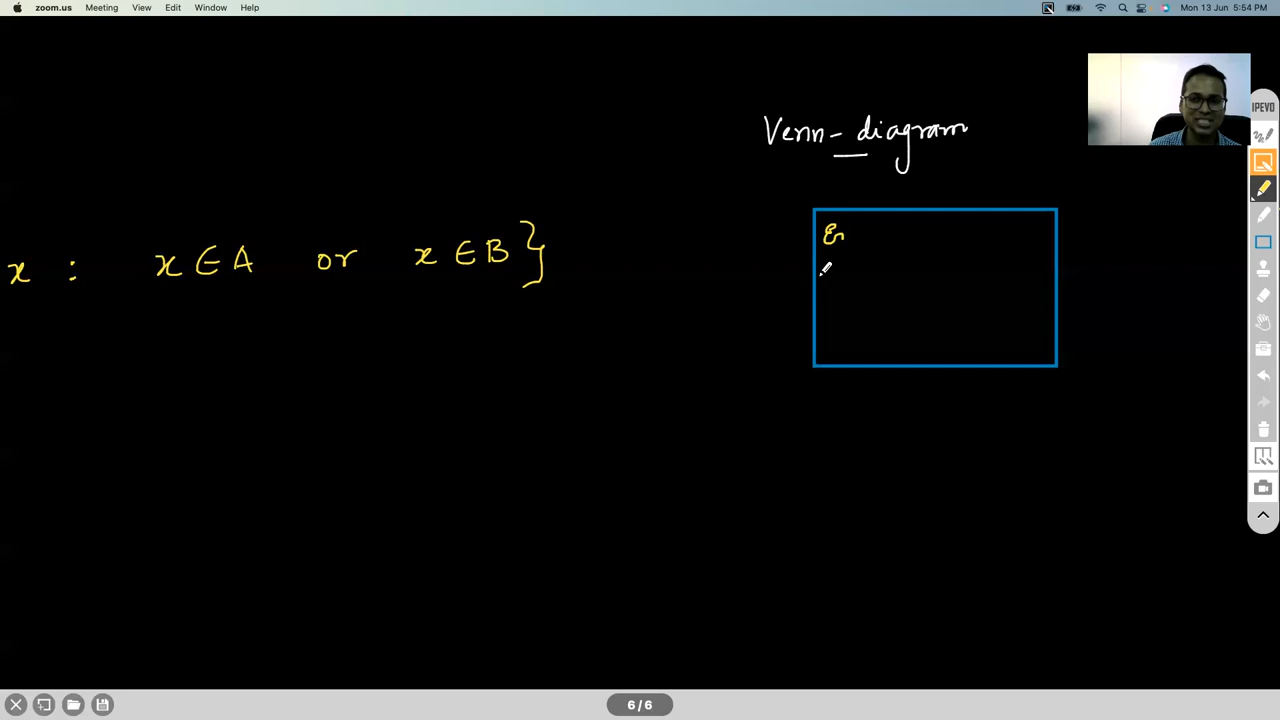 zoom.us Meeting View Edit Window Help
Mon 13 Jun 5:54 PM
IPEVO
Venn-diagram
x : x ∈ A or x ∈ B }
6/6